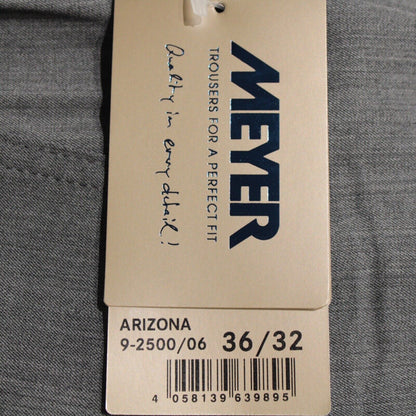 MEYER
TROUSERS FOR A PERFECT FIT
Quality in every detail!
ARIZONA
9-2500/06 36/32
4 058139 639895